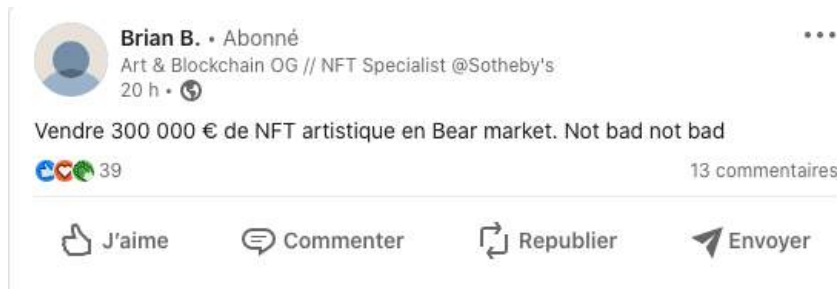 Brian B. • Abonné
Art & Blockchain OG // NFT Specialist @Sotheby's
20 h •
Vendre 300 000 € de NFT artistique en Bear market. Not bad not bad
39 13 commentaires
J'aime Commenter Republier Envoyer